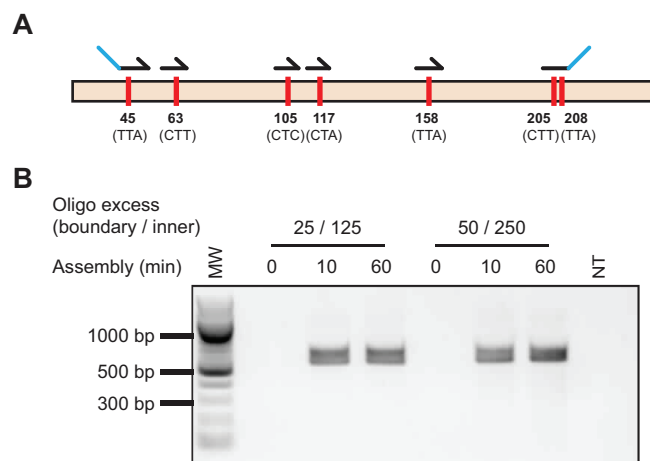 A
45 63 105 117 158 205 208
(TTA) (CTT) (CTC) (CTA) (TTA) (CTT) (TTA)
B
Oligo excess
(boundary / inner) 25 / 125 50 / 250
Assembly (min) MW 0 10 60 0 10 60 NT
1000 bp
500 bp
300 bp